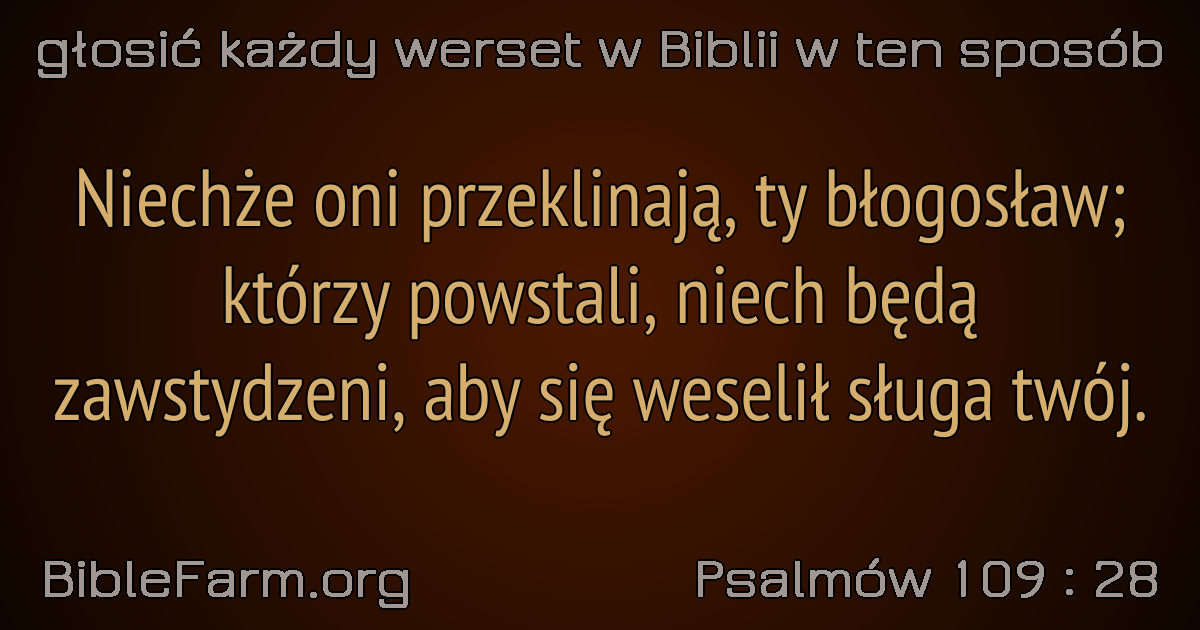 głosić każdy werset w Biblii w ten sposób
Niechże oni przeklinają, ty błogosław;
którzy powstali, niech będą
zawstydzeni, aby się weselił sługa twój.
BibleFarm.org
Psalmów 109 : 28